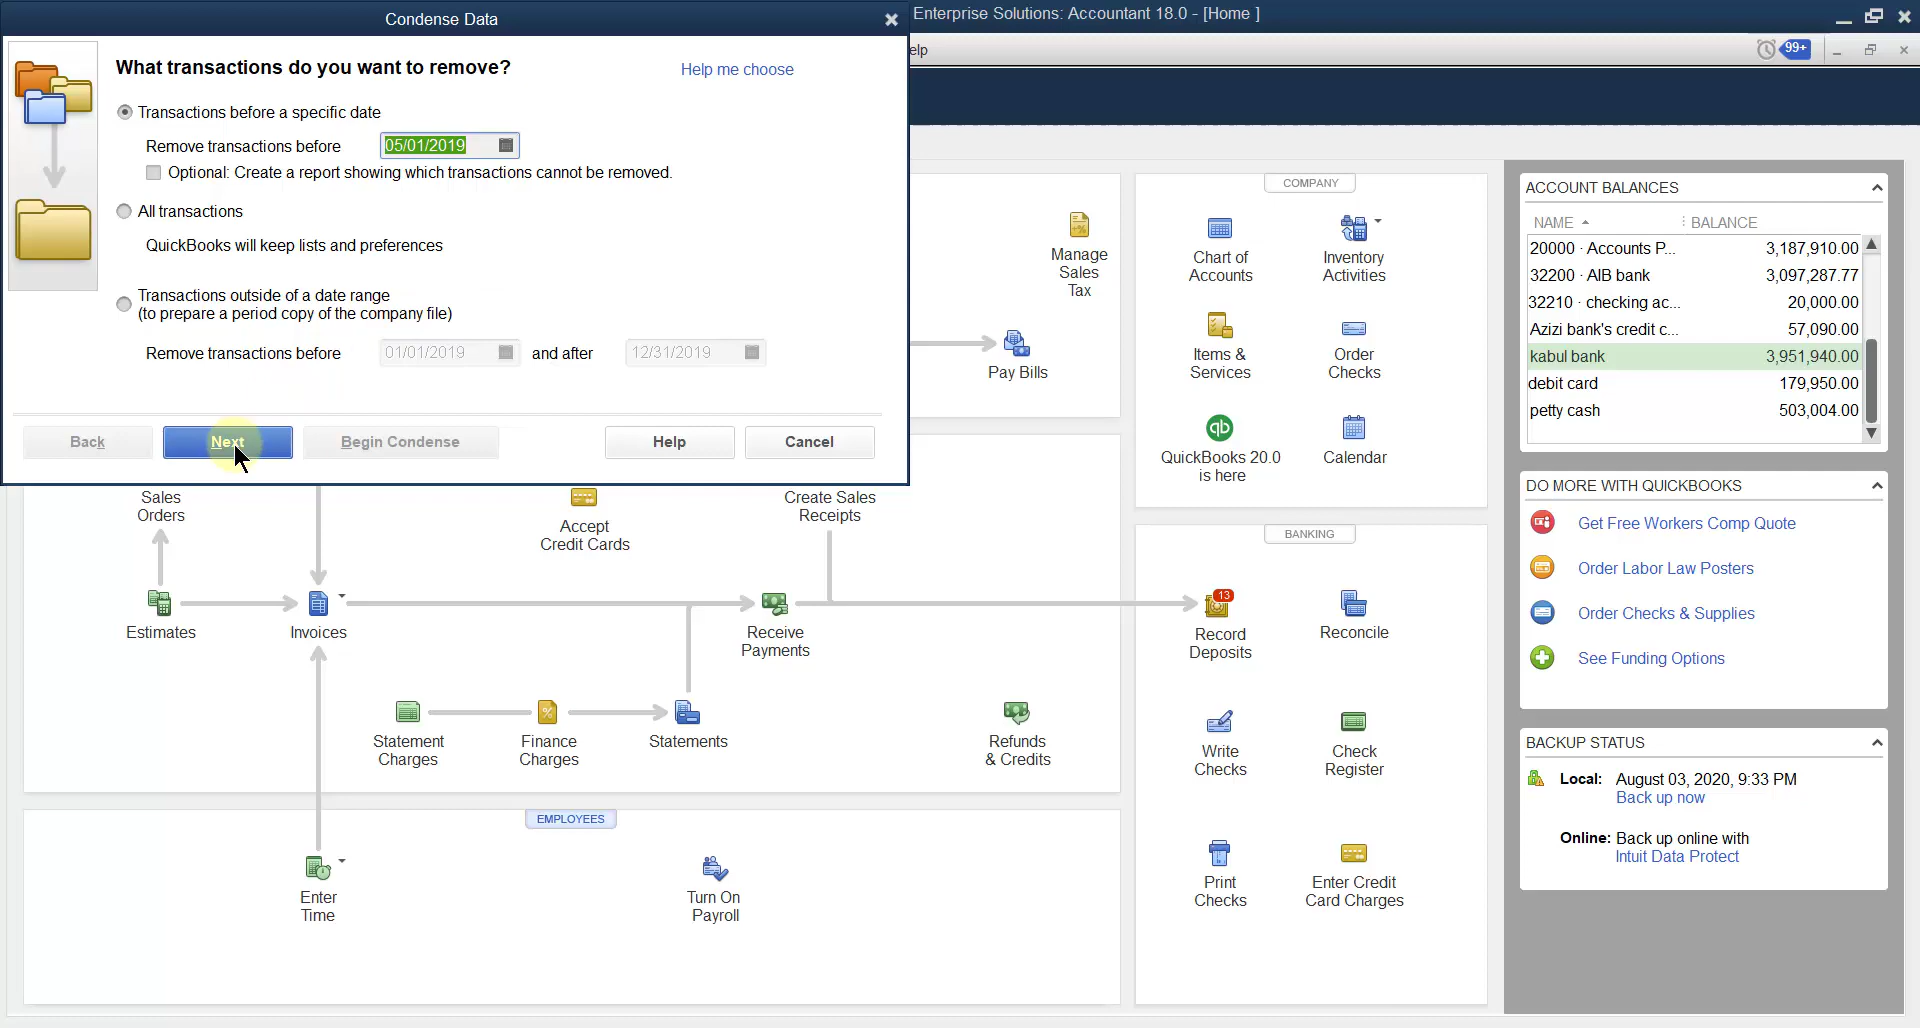 Condense Data
Enterprise Solutions: Accountant 18.0 - [Home ]
elp
99+
What transactions do you want to remove?
Help me choose
Transactions before a specific date
Remove transactions before 05/01/2019
Optional: Create a report showing which transactions cannot be removed.
All transactions
QuickBooks will keep lists and preferences
Transactions outside of a date range
(to prepare a period copy of the company file)
Remove transactions before 01/01/2019 and after 12/31/2019
Back Next Begin Condense Help Cancel
Manage
Sales
Tax
Pay Bills
Sales
Orders
Accept
Credit Cards
Create Sales
Receipts
Estimates
Invoices
Receive
Payments
Statement
Charges
Finance
Charges
Statements
Refunds
& Credits
EMPLOYEES
Enter
Time
Turn On
Payroll
COMPANY
Chart of
Accounts
Inventory
Activities
Items &
Services
Order
Checks
qb
QuickBooks 20.0
is here
Calendar
BANKING
13
Record
Deposits
Reconcile
Write
Checks
Check
Register
Print
Checks
Enter Credit
Card Charges
ACCOUNT BALANCES
NAME BALANCE
20000 · Accounts P... 3,187,910.00
32200 · AIB bank 3,097,287.77
32210 · checking ac... 20,000.00
Azizi bank's credit c... 57,090.00
kabul bank 3,951,940.00
debit card 179,950.00
petty cash 503,004.00
DO MORE WITH QUICKBOOKS
Get Free Workers Comp Quote
Order Labor Law Posters
Order Checks & Supplies
See Funding Options
BACKUP STATUS
Local: August 03, 2020, 9:33 PM
Back up now
Online: Back up online with
Intuit Data Protect